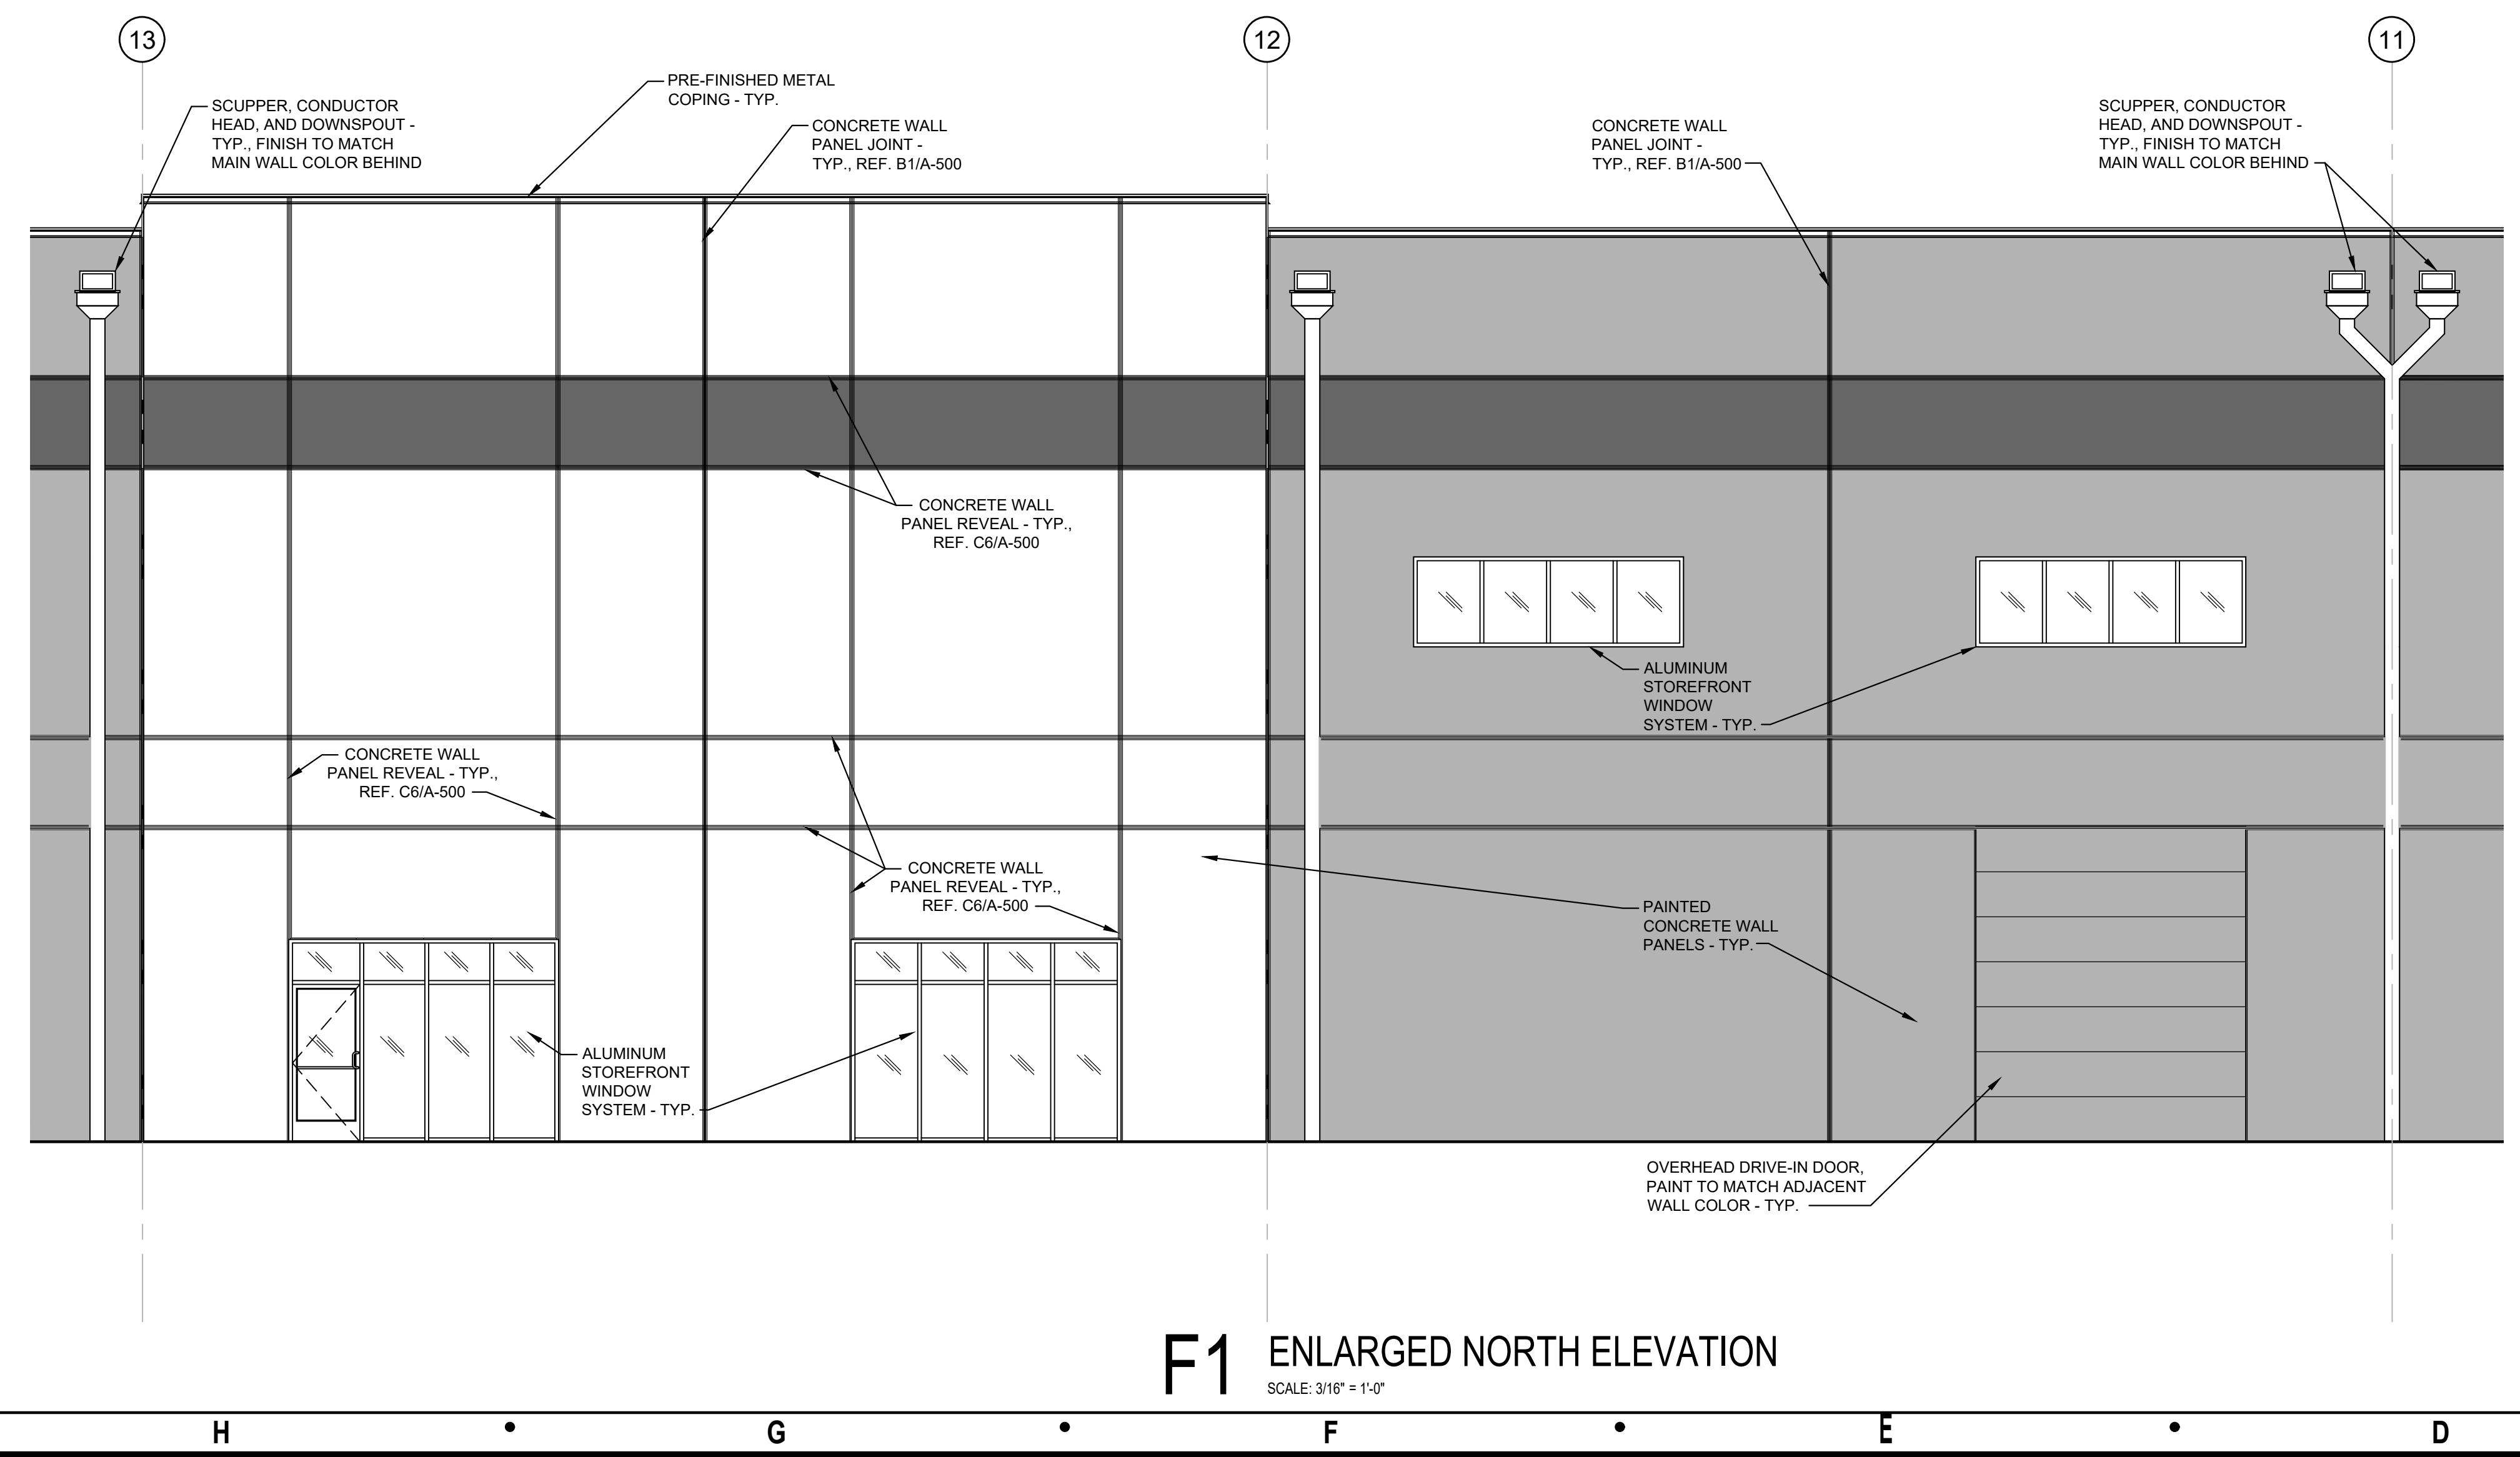 13
12
11
PRE-FINISHED METAL
COPING - TYP.
SCUPPER, CONDUCTOR
HEAD, AND DOWNSPOUT -
TYP., FINISH TO MATCH
MAIN WALL COLOR BEHIND
CONCRETE WALL
PANEL JOINT -
TYP., REF. B1/A-500
CONCRETE WALL
PANEL JOINT -
TYP., REF. B1/A-500
SCUPPER, CONDUCTOR
HEAD, AND DOWNSPOUT -
TYP., FINISH TO MATCH
MAIN WALL COLOR BEHIND
CONCRETE WALL
PANEL REVEAL - TYP.,
REF. C6/A-500
ALUMINUM
STOREFRONT
WINDOW
SYSTEM - TYP.
CONCRETE WALL
PANEL REVEAL - TYP.,
REF. C6/A-500
CONCRETE WALL
PANEL REVEAL - TYP.,
REF. C6/A-500
PAINTED
CONCRETE WALL
PANELS - TYP.
ALUMINUM
STOREFRONT
WINDOW
SYSTEM - TYP.
OVERHEAD DRIVE-IN DOOR,
PAINT TO MATCH ADJACENT
WALL COLOR - TYP.
F1 ENLARGED NORTH ELEVATION
SCALE: 3/16" = 1'-0"
H • G • F • E • D